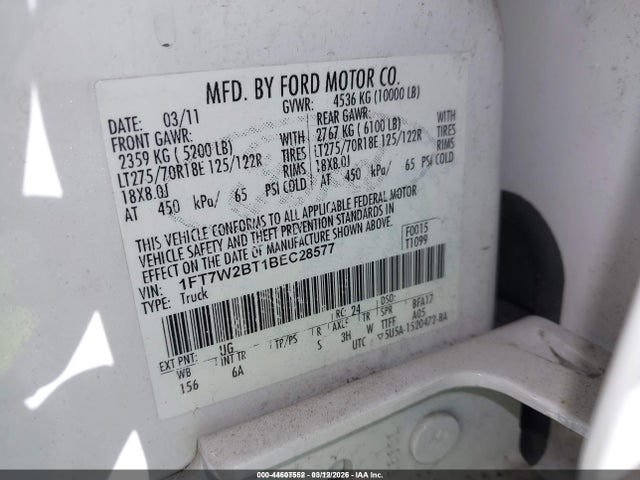 MFD. BY FORD MOTOR CO.
DATE: 03/11 GVWR: 4536 KG (10000 LB)
FRONT GAWR: REAR GAWR:
2359 KG ( 5200 LB) WITH 2767 KG ( 6100 LB) WITH
LT275/70R18E 125/122R TIRES LT275/70R18E 125/122R TIRES
18X8.0J RIMS 18X8.0J RIMS
AT 450 kPa/ 65 PSI COLD AT 450 kPa/ 65 PSI COLD
THIS VEHICLE CONFORMS TO ALL APPLICABLE FEDERAL MOTOR
VEHICLE SAFETY AND THEFT PREVENTION STANDARDS IN
EFFECT ON THE DATE OF MANUFACTURE SHOWN ABOVE.
F0015
T1099
VIN: 1FT7W2BT1BEC28577
TYPE: Truck
EXT PNT: UG RC: 24 DSO:
WB INT TR TP/PS R AXLE TR SPR BFA17
156 6A S 3H W TTFF A05
UTC ▽5U5A-1520472-BA
000-44607552 - 03/12/2026 - IAA Inc.